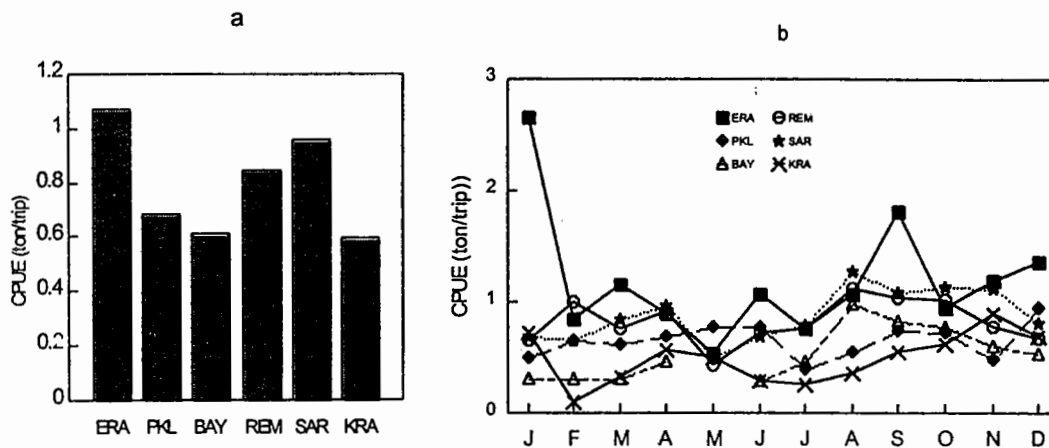 a
1.2
1
0.8
0.6
0.4
0.2
0
CPUE (ton/trip)
ERA PKL BAY REM SAR KRA
b
3
2
1
0
CPUE (ton/trip))
ERA REM
PKL SAR
BAY KRA
J F M A M J J A S O N D